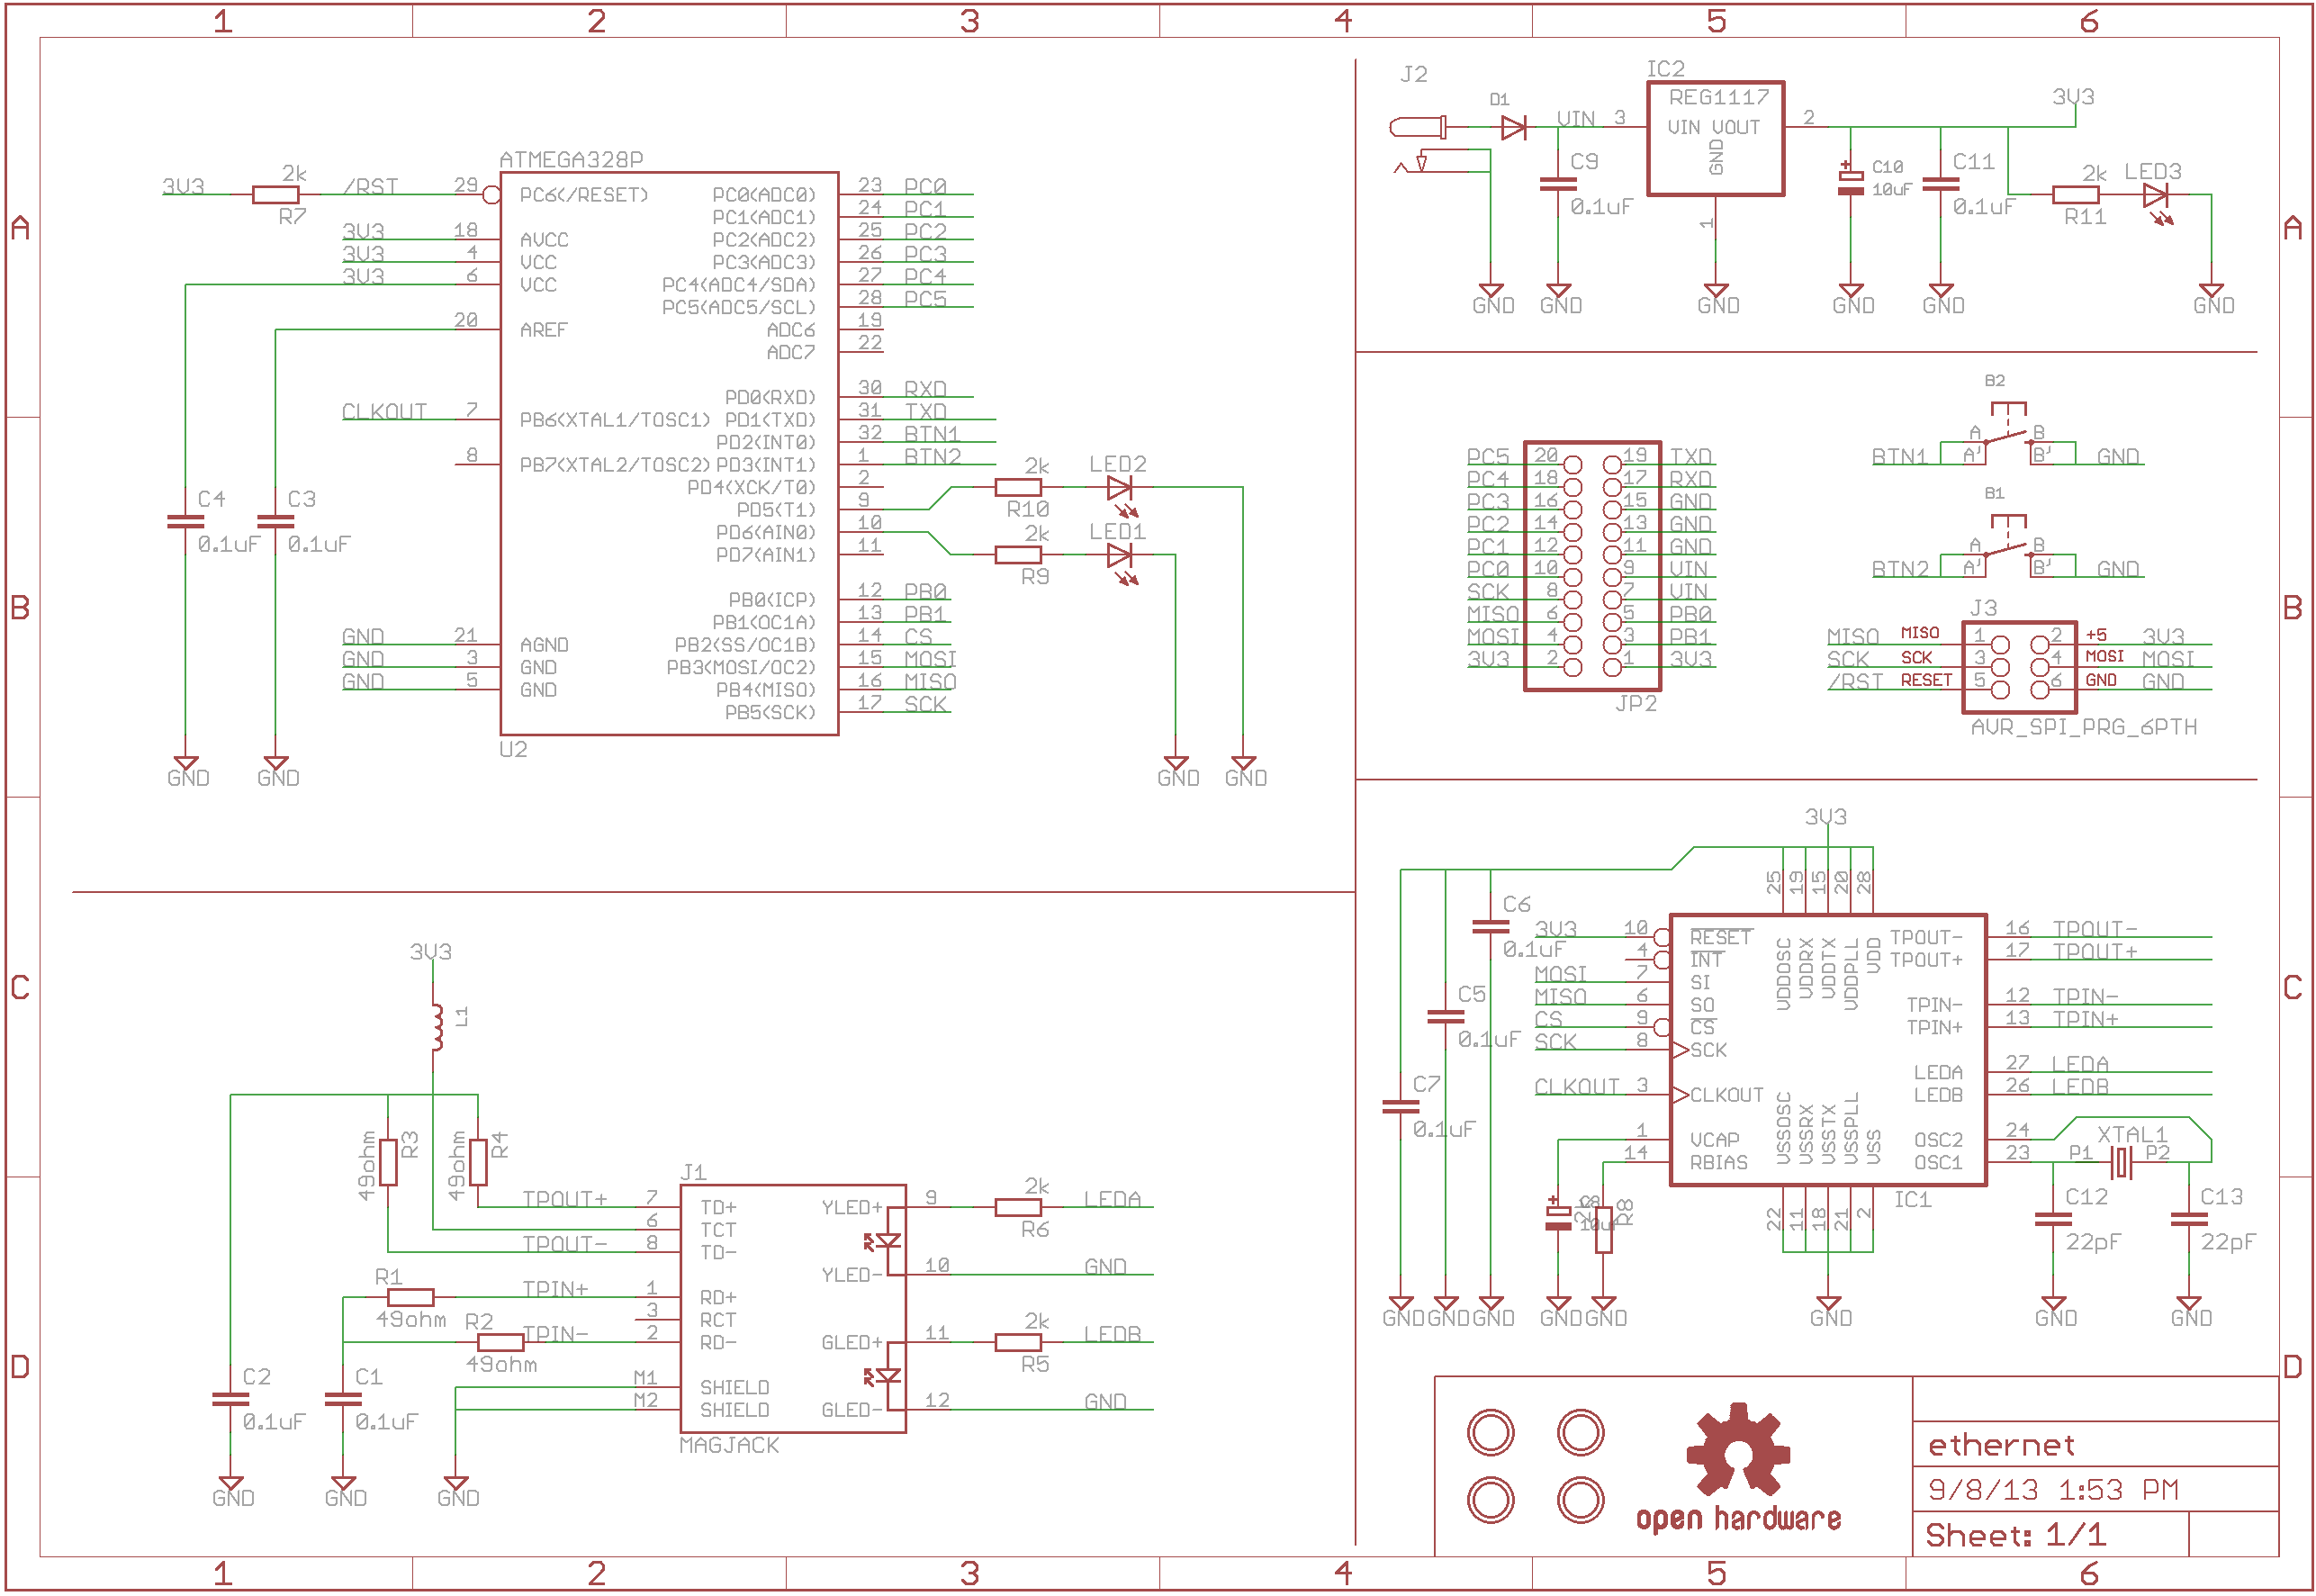 1 2 3 4 5 6
A
B
C
D
ATMEGA328P
3V3 2k /RST 29 PC6(/RESET) PC0(ADC0) 23 PC0
R7
PC1(ADC1) 24 PC1
3V3 18 AVCC PC2(ADC2) 25 PC2
3V3 4 VCC PC3(ADC3) 26 PC3
3V3 6 VCC PC4(ADC4/SDA) 27 PC4
PC5(ADC5/SCL) 28 PC5
20 AREF ADC6 19
ADC7 22
PD0(RXD) 30 RXD
CLKOUT 7 PB6(XTAL1/TOSC1) PD1(TXD) 31 TXD
PD2(INT0) 32 BTN1
8 PB7(XTAL2/TOSC2) PD3(INT1) 1 BTN2
PD4(XCK/T0) 2
PD5(T1) 9 2k LED2
R10
PD6(AIN0) 10 2k LED1
R9
PD7(AIN1) 11
C4 C3
0.1uF 0.1uF
PB0(ICP) 12 PB0
PB1(OC1A) 13 PB1
GND 21 AGND PB2(SS/OC1B) 14 CS
GND 3 GND PB3(MOSI/OC2) 15 MOSI
GND 5 GND PB4(MISO) 16 MISO
PB5(SCK) 17 SCK
U2
GND GND GND GND
J2 D1 VIN IC2
REG1117
3 VIN VOUT 2
GND
1
C9
0.1uF
C10
10uF
C11
0.1uF
3V3
2k LED3
R11
GND GND GND GND GND GND
PC5 20 19 TXD
PC4 18 17 RXD
PC3 16 15 GND
PC2 14 13 GND
PC1 12 11 GND
PC0 10 9 VIN
SCK 8 7 VIN
MISO 6 5 PB0
MOSI 4 3 PB1
3V3 2 1 3V3
JP2
B2
A B
BTN1 A' B' GND
B1
A B
BTN2 A' B' GND
J3
MISO MISO 1 2 +5 3V3
SCK SCK 3 4 MOSI MOSI
/RST RESET 5 6 GND GND
AVR_SPI_PRG_6PTH
3V3
L1
49ohm R3
49ohm R4
J1
TPOUT+ 7 TD+ YLED+ 9 2k LEDA
R6
6 TCT
TPOUT- 8 TD-
YLED- 10 GND
R1
49ohm
TPIN+ 1 RD+
3 RCT
R2
49ohm
TPIN- 2 RD- GLED+ 11 2k LEDB
R5
M1 SHIELD
M2 SHIELD GLED- 12 GND
MAGJACK
C2 C1
0.1uF 0.1uF
GND GND GND
3V3
25 19 15 20 28
C6
0.1uF
C5
0.1uF
C7
0.1uF
VDDOSC VDDRX VDDTX VDDPLL VDD
3V3 10 RESET TPOUT- 16 TPOUT-
4 INT TPOUT+ 17 TPOUT+
MOSI 7 SI
MISO 6 SO TPIN- 12 TPIN-
CS 9 CS TPIN+ 13 TPIN+
SCK 8 SCK
LEDA 27 LEDA
CLKOUT 3 CLKOUT LEDB 26 LEDB
1 VCAP OSC2 24
14 RBIAS OSC1 23
VSSOSC VSSRX VSSTX VSSPLL VSS
22 11 18 21 2
IC1
XTAL1
P1 P2
C12 C13
22pF 22pF
R8
GND GND GND GND GND GND GND GND
open hardware
ethernet
9/8/13 1:53 PM
Sheet: 1/1
A
B
C
D
1 2 3 4 5 6